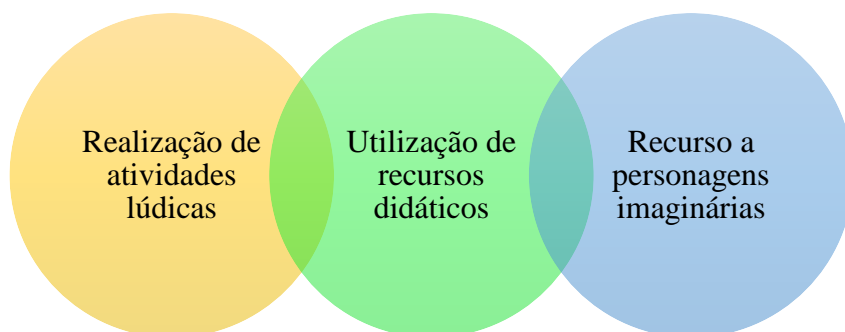 Realização de
atividades
lúdicas
Utilização de
recursos
didáticos
Recurso a
personagens
imaginárias